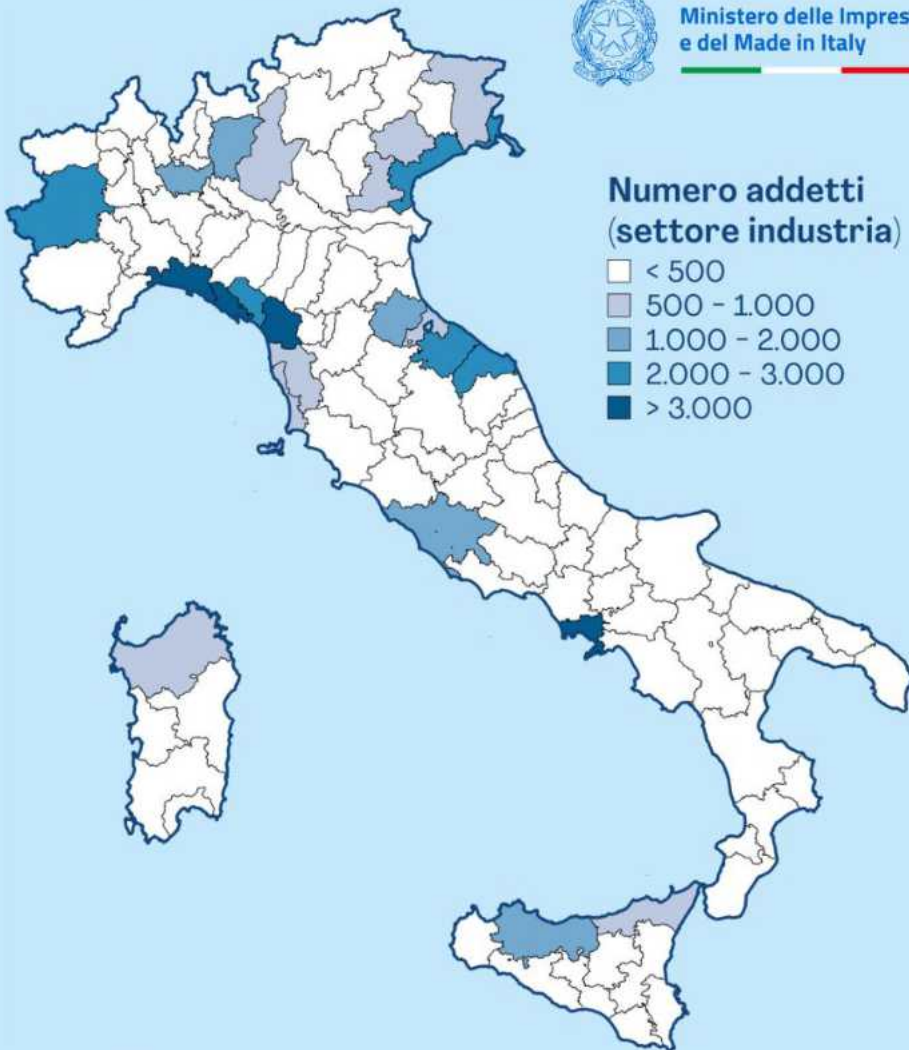 Ministero delle Impres
e del Made in Italy
Numero addetti
(settore industria)
< 500
500 - 1.000
1.000 - 2.000
2.000 - 3.000
> 3.000